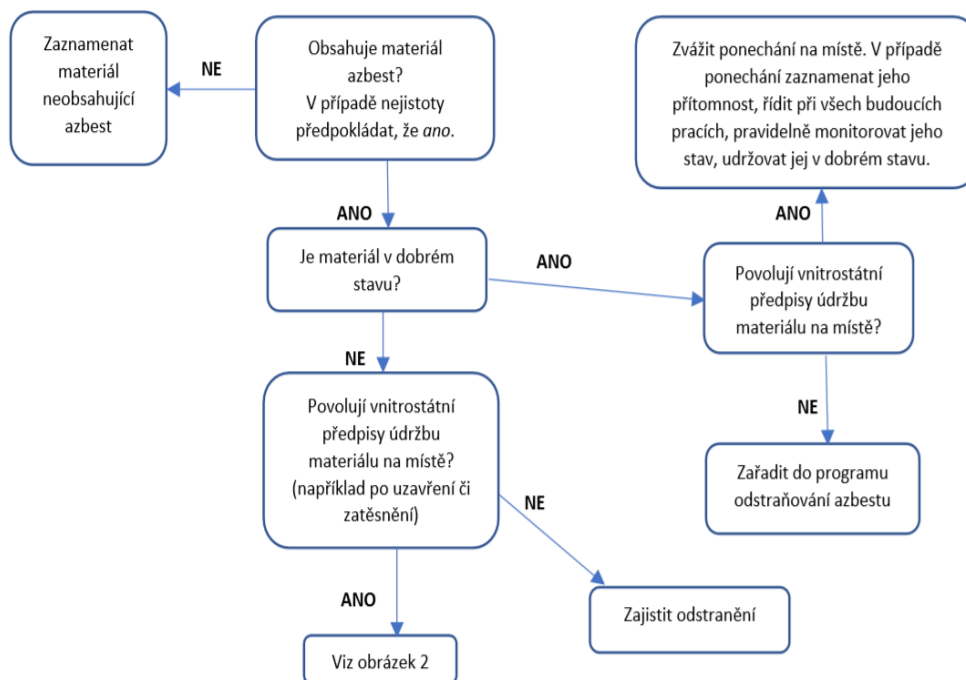 Zaznamenat
materiál
neobsahující
azbest
NE
Obsahuje materiál
azbest?
V případě nejistoty
předpokládat, že ano.
Zvážit ponechání na místě. V případě
ponechání zaznamenat jeho
přítomnost, řídit při všech budoucích
pracích, pravidelně monitorovat jeho
stav, udržovat jej v dobrém stavu.
ANO
ANO
Je materiál v dobrém
stavu?
ANO
Povolují vnitrostátní
předpisy údržbu
materiálu na místě?
NE
NE
Povolují vnitrostátní
předpisy údržbu
materiálu na místě?
(například po uzavření či
zatěsnění)
Zařadit do programu
odstraňování azbestu
NE
ANO
Zajistit odstranění
Viz obrázek 2